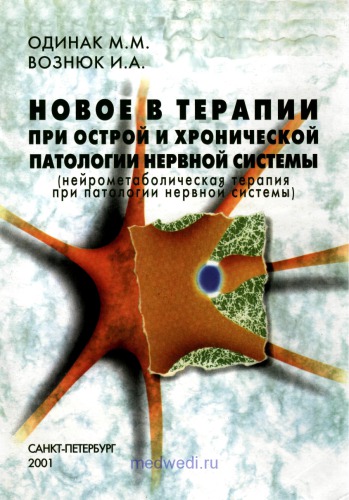 ОДИНАК М.М.
ВОЗНЮК И.А.
НОВОЕ В ТЕРАПИИ
ПРИ ОСТРОЙ И ХРОНИЧЕСКОЙ
ПАТОЛОГИИ НЕРВНОЙ СИСТЕМЫ
(нейрометаболическая терапия
при патологии нервной системы)
САНКТ-ПЕТЕРБУРГ
2001
medwedi.ru